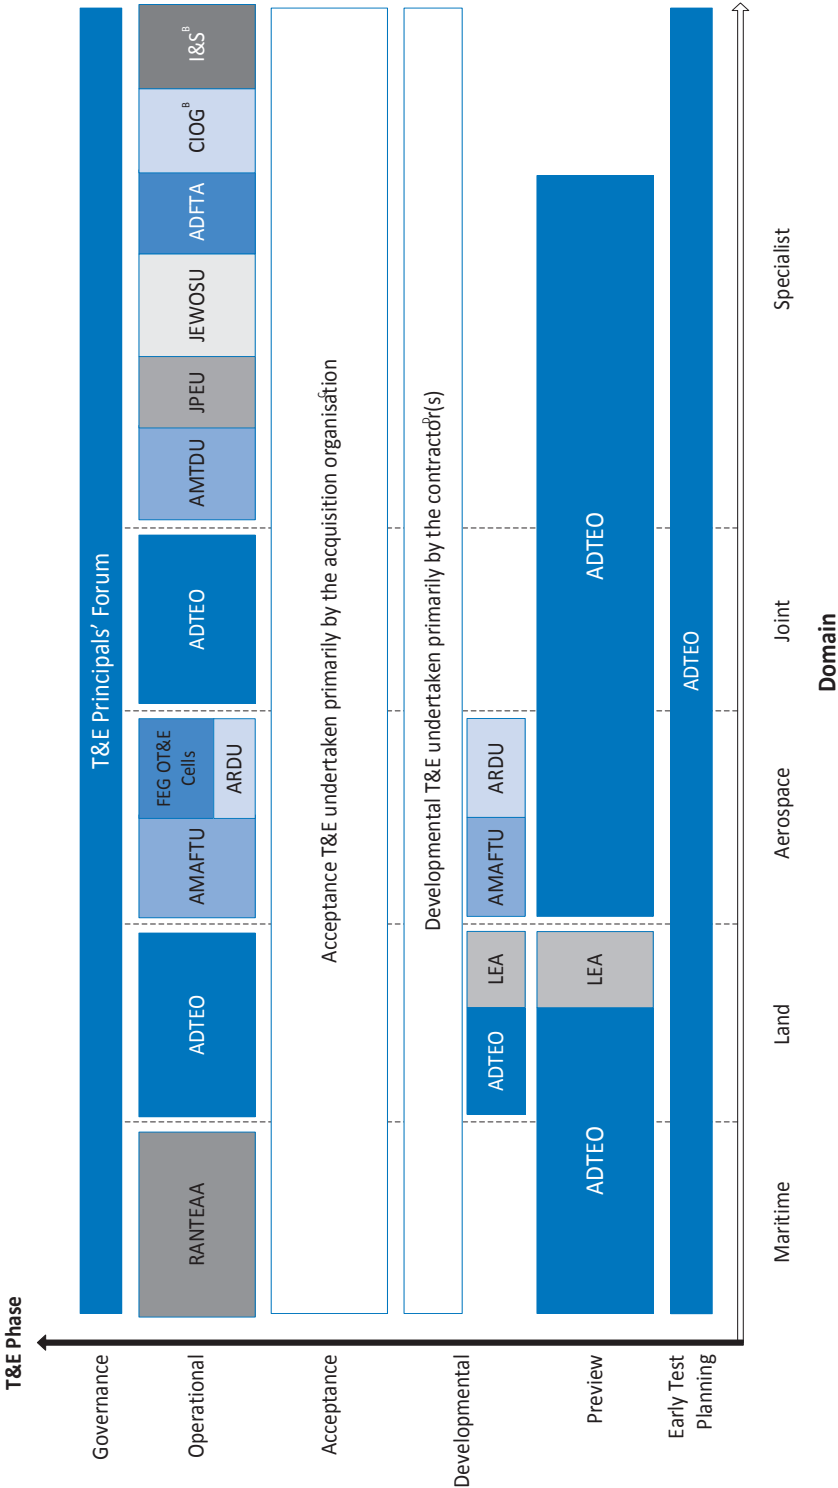 T&E Phase
Governance
T&E Principals’ Forum
Operational
RANTEAA
ADTEO
AMAFTU
FEG OT&E
Cells
ARDU
ADTEO
AMTDU
JPEU
JEWOSU
ADFTA
CIOG B
I&S B
Acceptance
Acceptance T&E undertaken primarily by the acquisition organisation C
Developmental
Developmental T&E undertaken primarily by the contractor(s) D
ADTEO
LEA
AMAFTU
ARDU
Preview
ADTEO
LEA
ADTEO
Early Test
Planning
ADTEO
Maritime
Land
Aerospace
Joint
Specialist
Domain